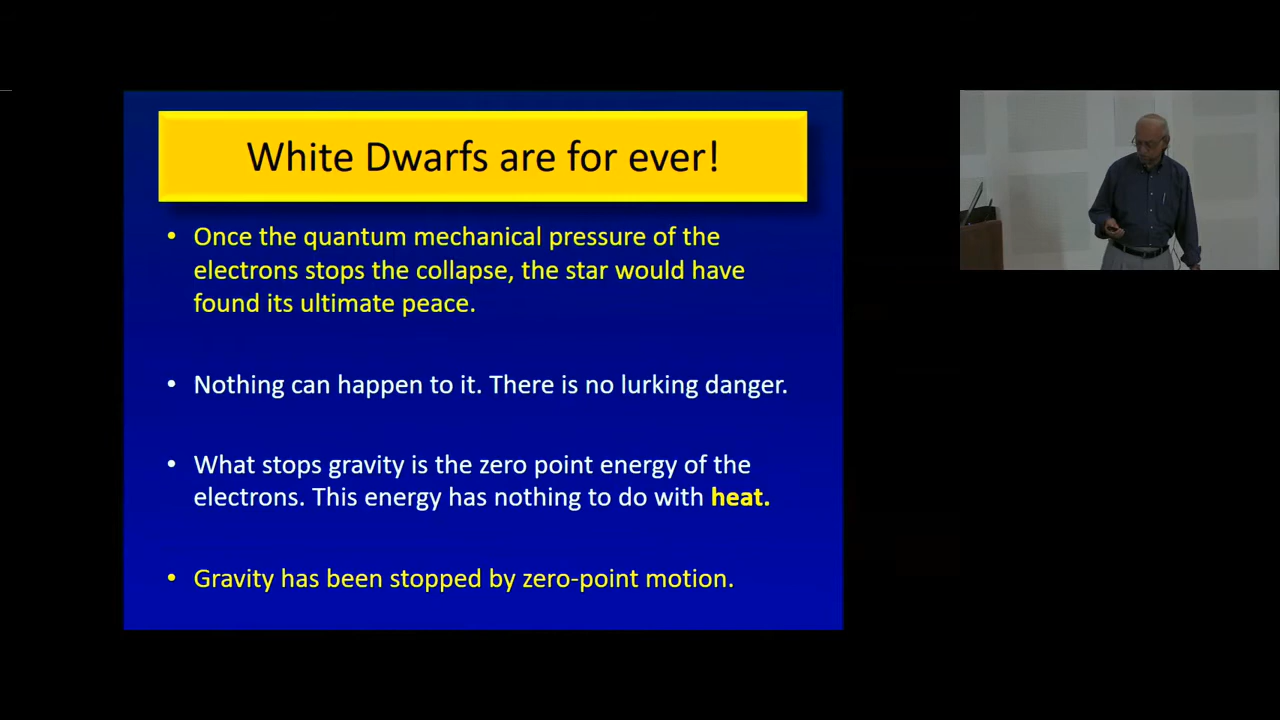 White Dwarfs are for ever!
• Once the quantum mechanical pressure of the
electrons stops the collapse, the star would have
found its ultimate peace.
• Nothing can happen to it. There is no lurking danger.
• What stops gravity is the zero point energy of the
electrons. This energy has nothing to do with heat.
• Gravity has been stopped by zero-point motion.